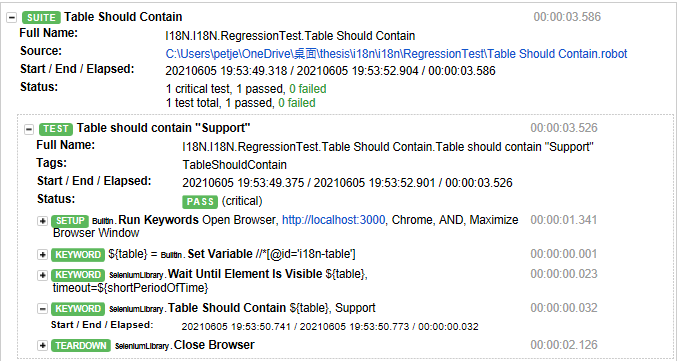 SUITE Table Should Contain 00:00:03.586
Full Name: I18N.I18N.RegressionTest.Table Should Contain
Source: C:\Users\petje\OneDrive\桌面\thesis\i18n\i18n\RegressionTest\Table Should Contain.robot
Start / End / Elapsed: 20210605 19:53:49.318 / 20210605 19:53:52.904 / 00:00:03.586
Status: 1 critical test, 1 passed, 0 failed
1 test total, 1 passed, 0 failed
TEST Table should contain "Support" 00:00:03.526
Full Name: I18N.I18N.RegressionTest.Table Should Contain.Table should contain "Support"
Tags: TableShouldContain
Start / End / Elapsed: 20210605 19:53:49.375 / 20210605 19:53:52.901 / 00:00:03.526
Status: PASS (critical)
SETUP BuiltIn. Run Keywords Open Browser, http://localhost:3000, Chrome, AND, Maximize 00:00:01.341
Browser Window
KEYWORD ${table} = BuiltIn. Set Variable //*[@id='i18n-table'] 00:00:00.001
KEYWORD SeleniumLibrary. Wait Until Element Is Visible ${table}, 00:00:00.023
timeout=${shortPeriodOfTime}
KEYWORD SeleniumLibrary. Table Should Contain ${table}, Support 00:00:00.032
Start / End / Elapsed: 20210605 19:53:50.741 / 20210605 19:53:50.773 / 00:00:00.032
TEARDOWN SeleniumLibrary. Close Browser 00:00:02.126